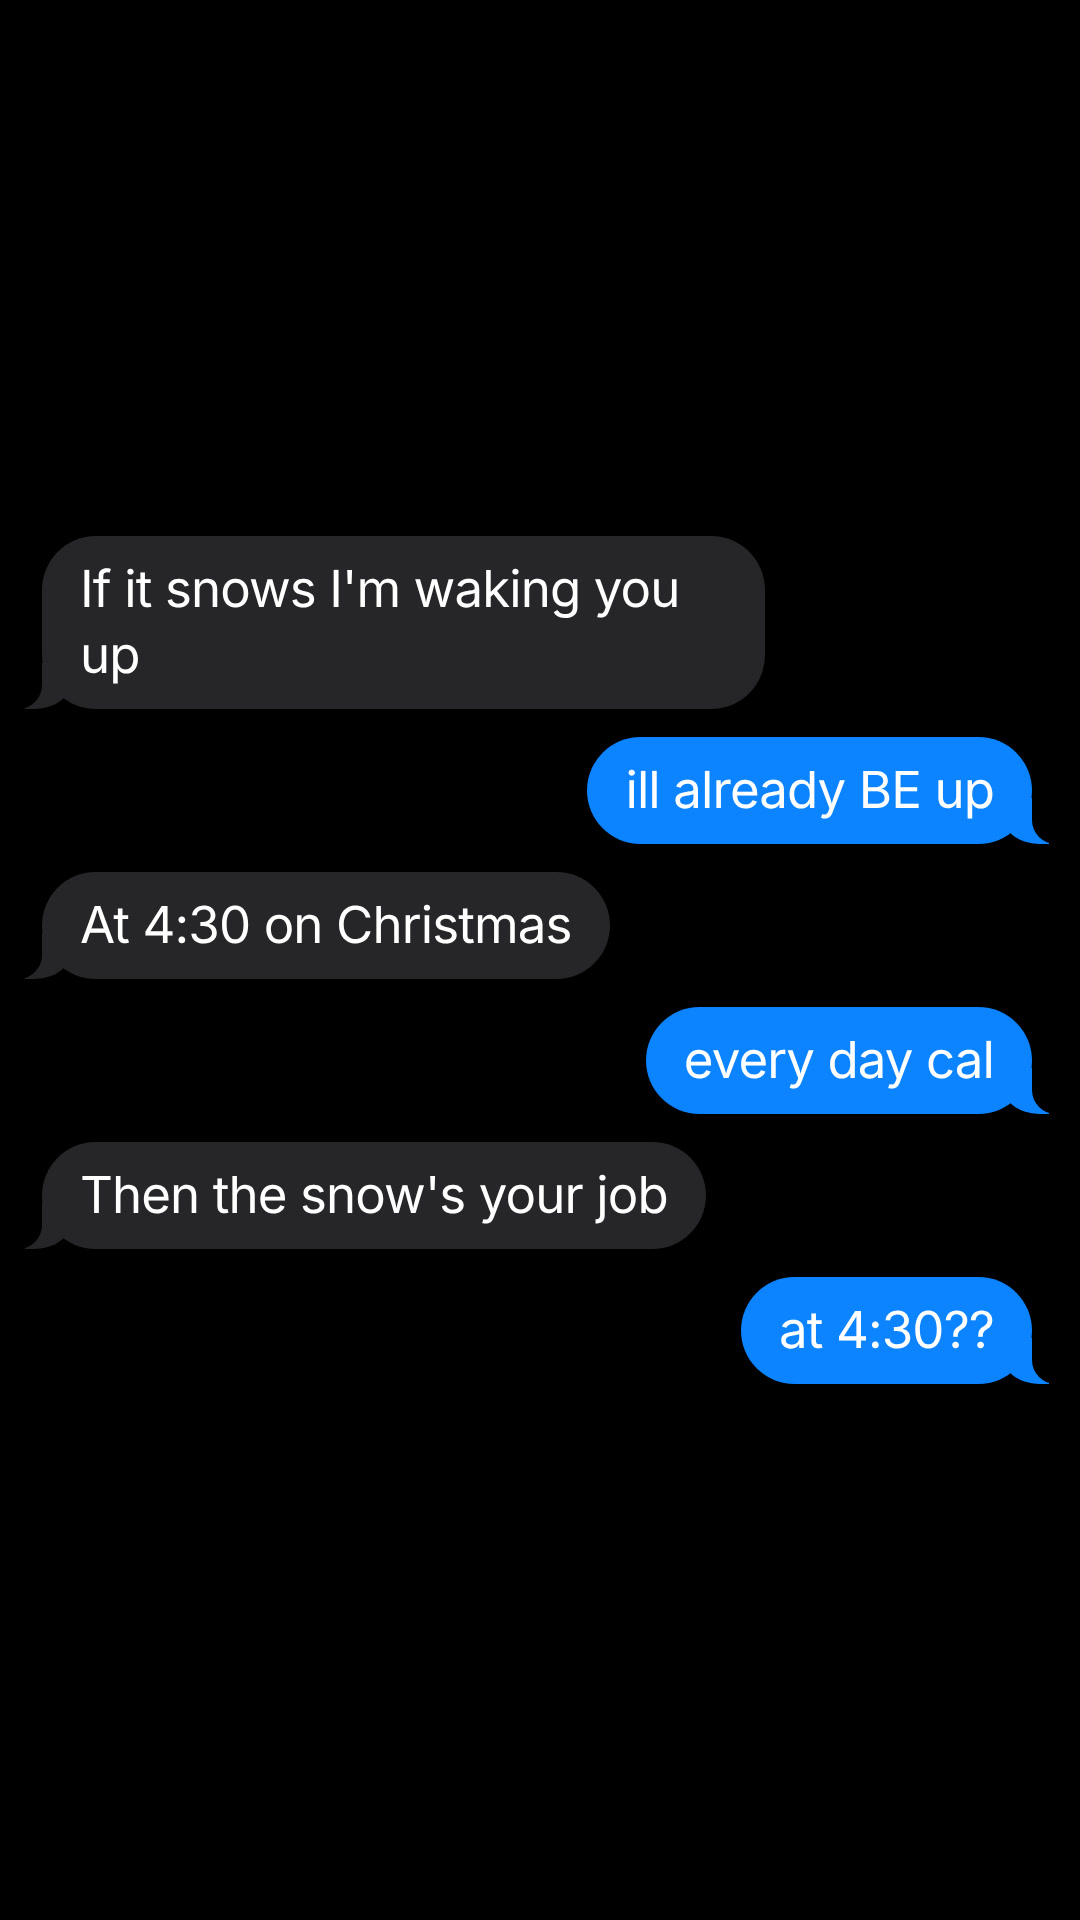 If it snows I'm waking you
up
ill already BE up
At 4:30 on Christmas
every day cal
Then the snow's your job
at 4:30??